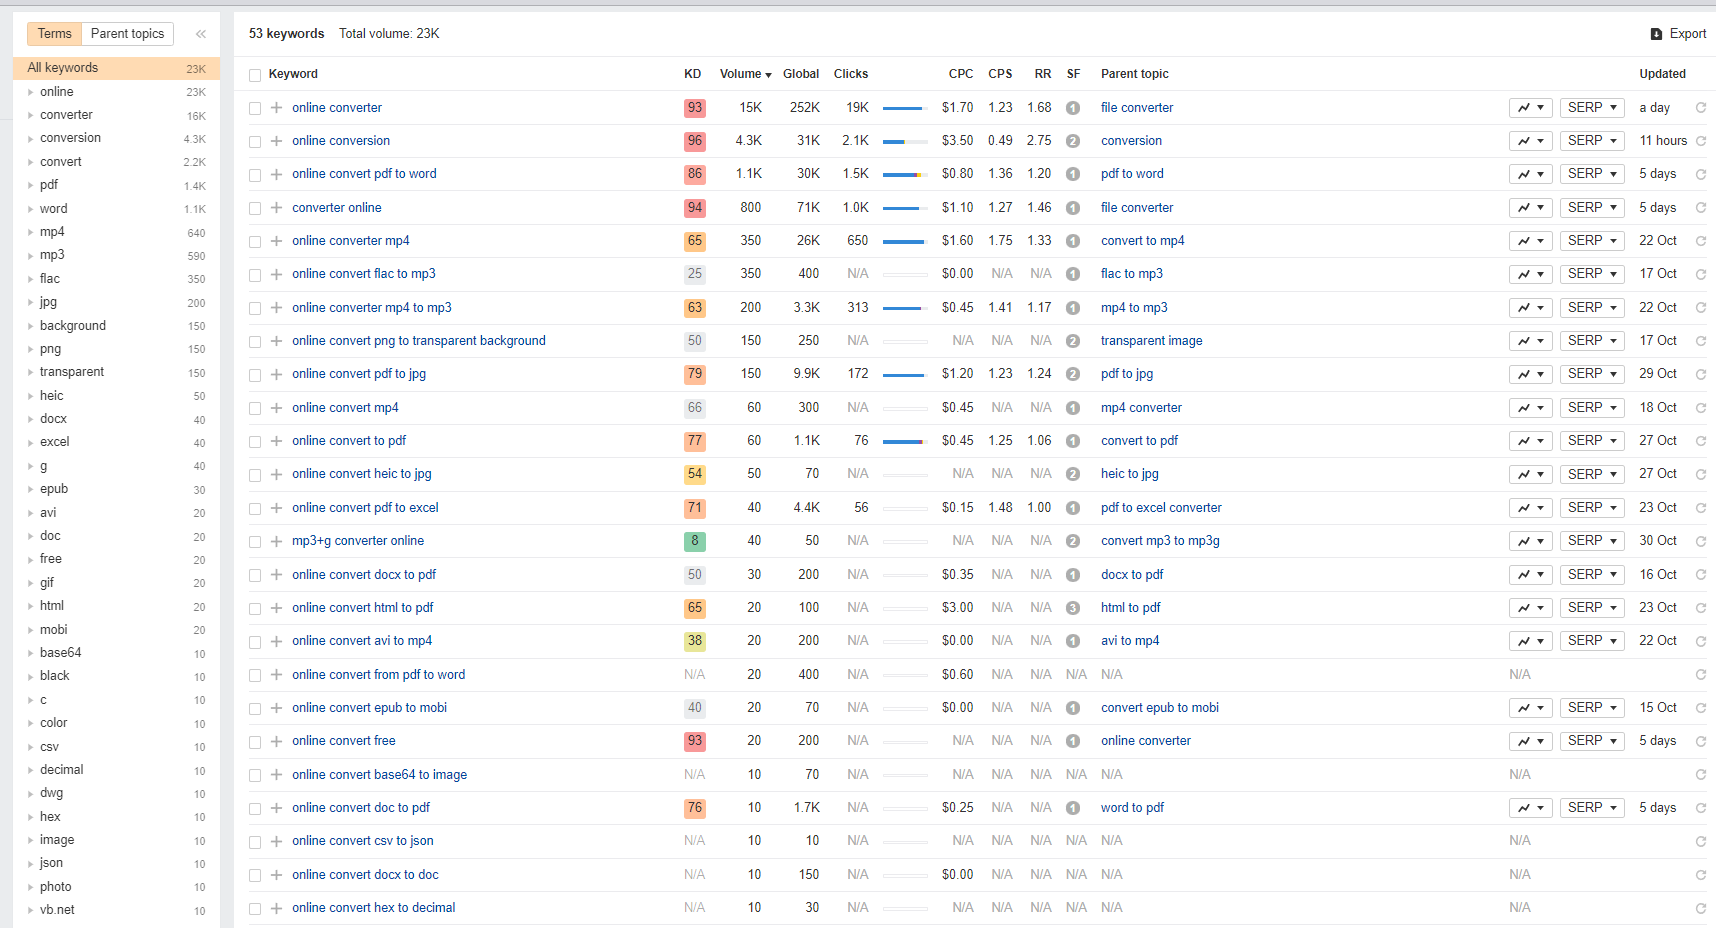 Terms Parent topics «
All keywords 23K
online 23K
converter 16K
conversion 4.3K
convert 2.2K
pdf 1.4K
word 1.1K
mp4 640
mp3 590
flac 350
jpg 200
background 150
png 150
transparent 150
heic 50
docx 40
excel 40
g 40
epub 30
avi 20
doc 20
free 20
gif 20
html 20
mobi 20
base64 10
black 10
c 10
color 10
csv 10
decimal 10
dwg 10
hex 10
image 10
json 10
photo 10
vb.net 10
53 keywords Total volume: 23K Export
Keyword KD Volume Global Clicks CPC CPS RR SF Parent topic Updated
online converter 93 15K 252K 19K $1.70 1.23 1.68 1 file converter SERP a day
online conversion 96 4.3K 31K 2.1K $3.50 0.49 2.75 2 conversion SERP 11 hours
online convert pdf to word 86 1.1K 30K 1.5K $0.80 1.36 1.20 1 pdf to word SERP 5 days
converter online 94 800 71K 1.0K $1.10 1.27 1.46 1 file converter SERP 5 days
online converter mp4 65 350 26K 650 $1.60 1.75 1.33 1 convert to mp4 SERP 22 Oct
online convert flac to mp3 25 350 400 N/A $0.00 N/A N/A 1 flac to mp3 SERP 17 Oct
online converter mp4 to mp3 63 200 3.3K 313 $0.45 1.41 1.17 1 mp4 to mp3 SERP 22 Oct
online convert png to transparent background 50 150 250 N/A N/A N/A N/A 2 transparent image SERP 17 Oct
online convert pdf to jpg 79 150 9.9K 172 $1.20 1.23 1.24 2 pdf to jpg SERP 29 Oct
online convert mp4 66 60 300 N/A $0.45 N/A N/A 1 mp4 converter SERP 18 Oct
online convert to pdf 77 60 1.1K 76 $0.45 1.25 1.06 1 convert to pdf SERP 27 Oct
online convert heic to jpg 54 50 70 N/A N/A N/A N/A 2 heic to jpg SERP 27 Oct
online convert pdf to excel 71 40 4.4K 56 $0.15 1.48 1.00 1 pdf to excel converter SERP 23 Oct
mp3+g converter online 8 40 50 N/A N/A N/A N/A 2 convert mp3 to mp3g SERP 30 Oct
online convert docx to pdf 50 30 200 N/A $0.35 N/A N/A 1 docx to pdf SERP 16 Oct
online convert html to pdf 65 20 100 N/A $3.00 N/A N/A 3 html to pdf SERP 23 Oct
online convert avi to mp4 38 20 200 N/A $0.00 N/A N/A 1 avi to mp4 SERP 22 Oct
online convert from pdf to word N/A 20 400 N/A $0.60 N/A N/A N/A N/A N/A
online convert epub to mobi 40 20 70 N/A $0.00 N/A N/A 1 convert epub to mobi SERP 15 Oct
online convert free 93 20 200 N/A N/A N/A N/A 1 online converter SERP 5 days
online convert base64 to image N/A 10 70 N/A N/A N/A N/A N/A N/A N/A
online convert doc to pdf 76 10 1.7K N/A $0.25 N/A N/A 1 word to pdf SERP 5 days
online convert csv to json N/A 10 10 N/A N/A N/A N/A N/A N/A N/A
online convert docx to doc N/A 10 150 N/A $0.00 N/A N/A N/A N/A N/A
online convert hex to decimal N/A 10 30 N/A N/A N/A N/A N/A N/A N/A